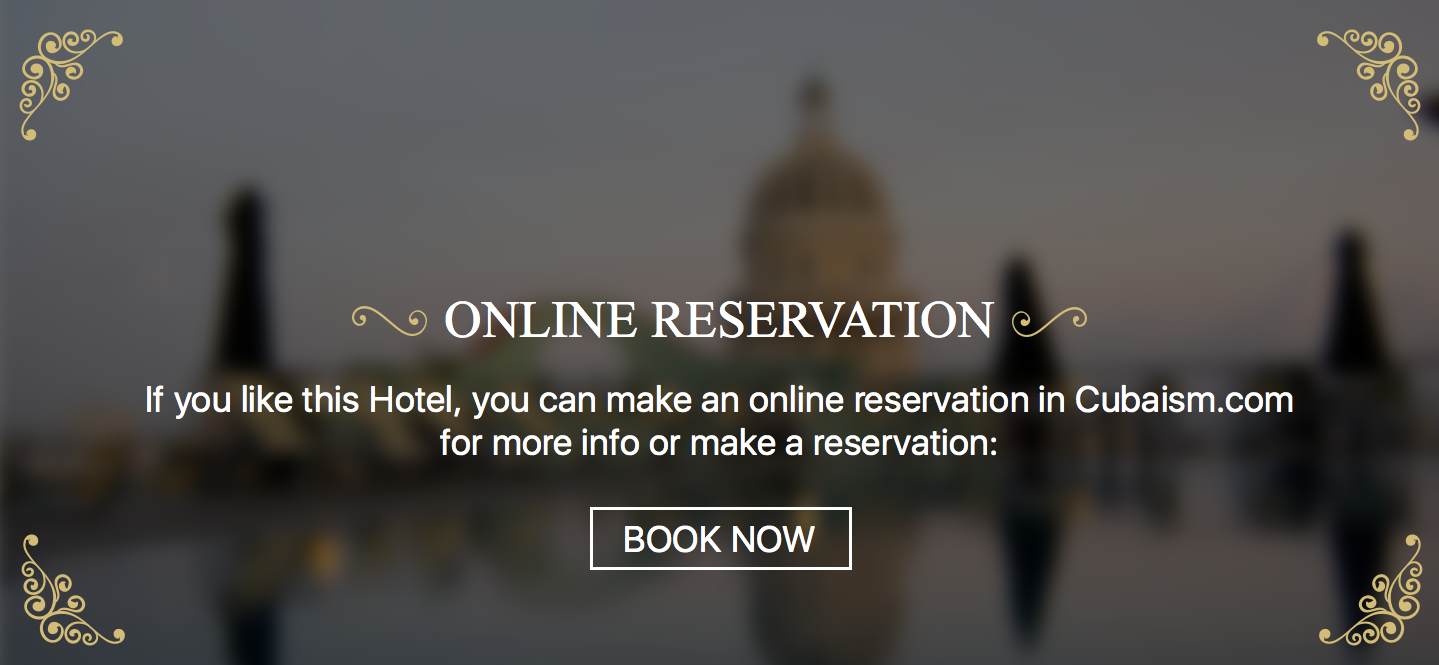 ONLINE RESERVATION
If you like this Hotel, you can make an online reservation in Cubaism.com
for more info or make a reservation:
BOOK NOW